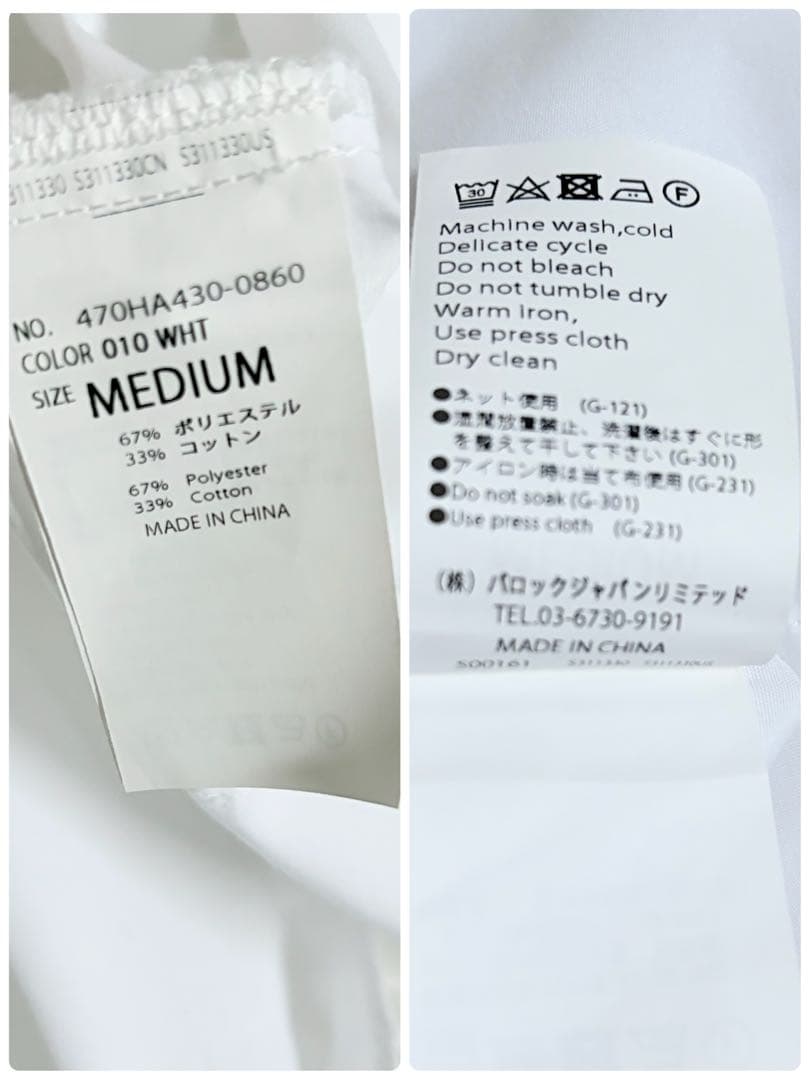 311330 S311330CN S311330US
NO. 470HA430-0860
COLOR 010 WHT
SIZE MEDIUM
67% ポリエステル
33% コットン
67% Polyester
33% Cotton
MADE IN CHINA
30 F
Machine wash,cold
Delicate cycle
Do not bleach
Do not tumble dry
Warm iron,
Use press cloth
Dry clean
●ネット使用 (G-121)
●湿潤放置禁止、洗濯後はすぐに形
を整えて干して下さい(G-301)
●アイロン時は当て布使用(G-231)
●Do not soak(G-301)
●Use press cloth (G-231)
(株) バロックジャパンリミテッド
TEL.03-6730-9191
MADE IN CHINA
S00161 S311330 S311330US